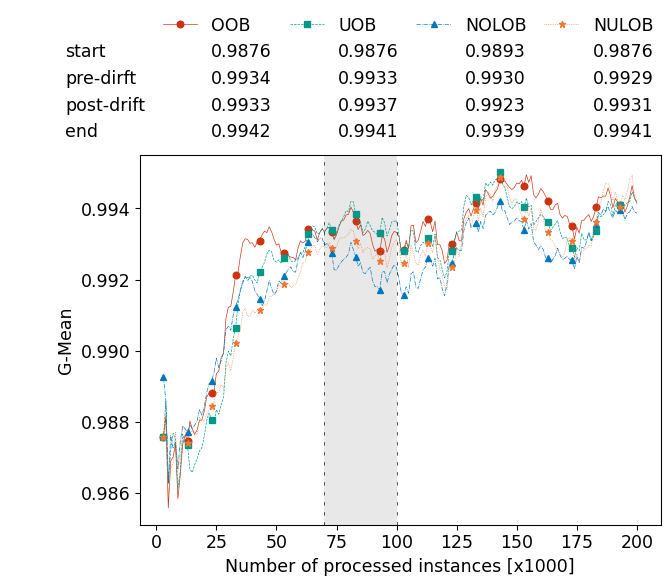 OOB UOB NOLOB NULOB
start 0.9876 0.9876 0.9893 0.9876
pre-dirft 0.9934 0.9933 0.9930 0.9929
post-drift 0.9933 0.9937 0.9923 0.9931
end 0.9942 0.9941 0.9939 0.9941
0.994
0.992
0.990
0.988
0.986
G-Mean
0 25 50 75 100 125 150 175 200
Number of processed instances [x1000]